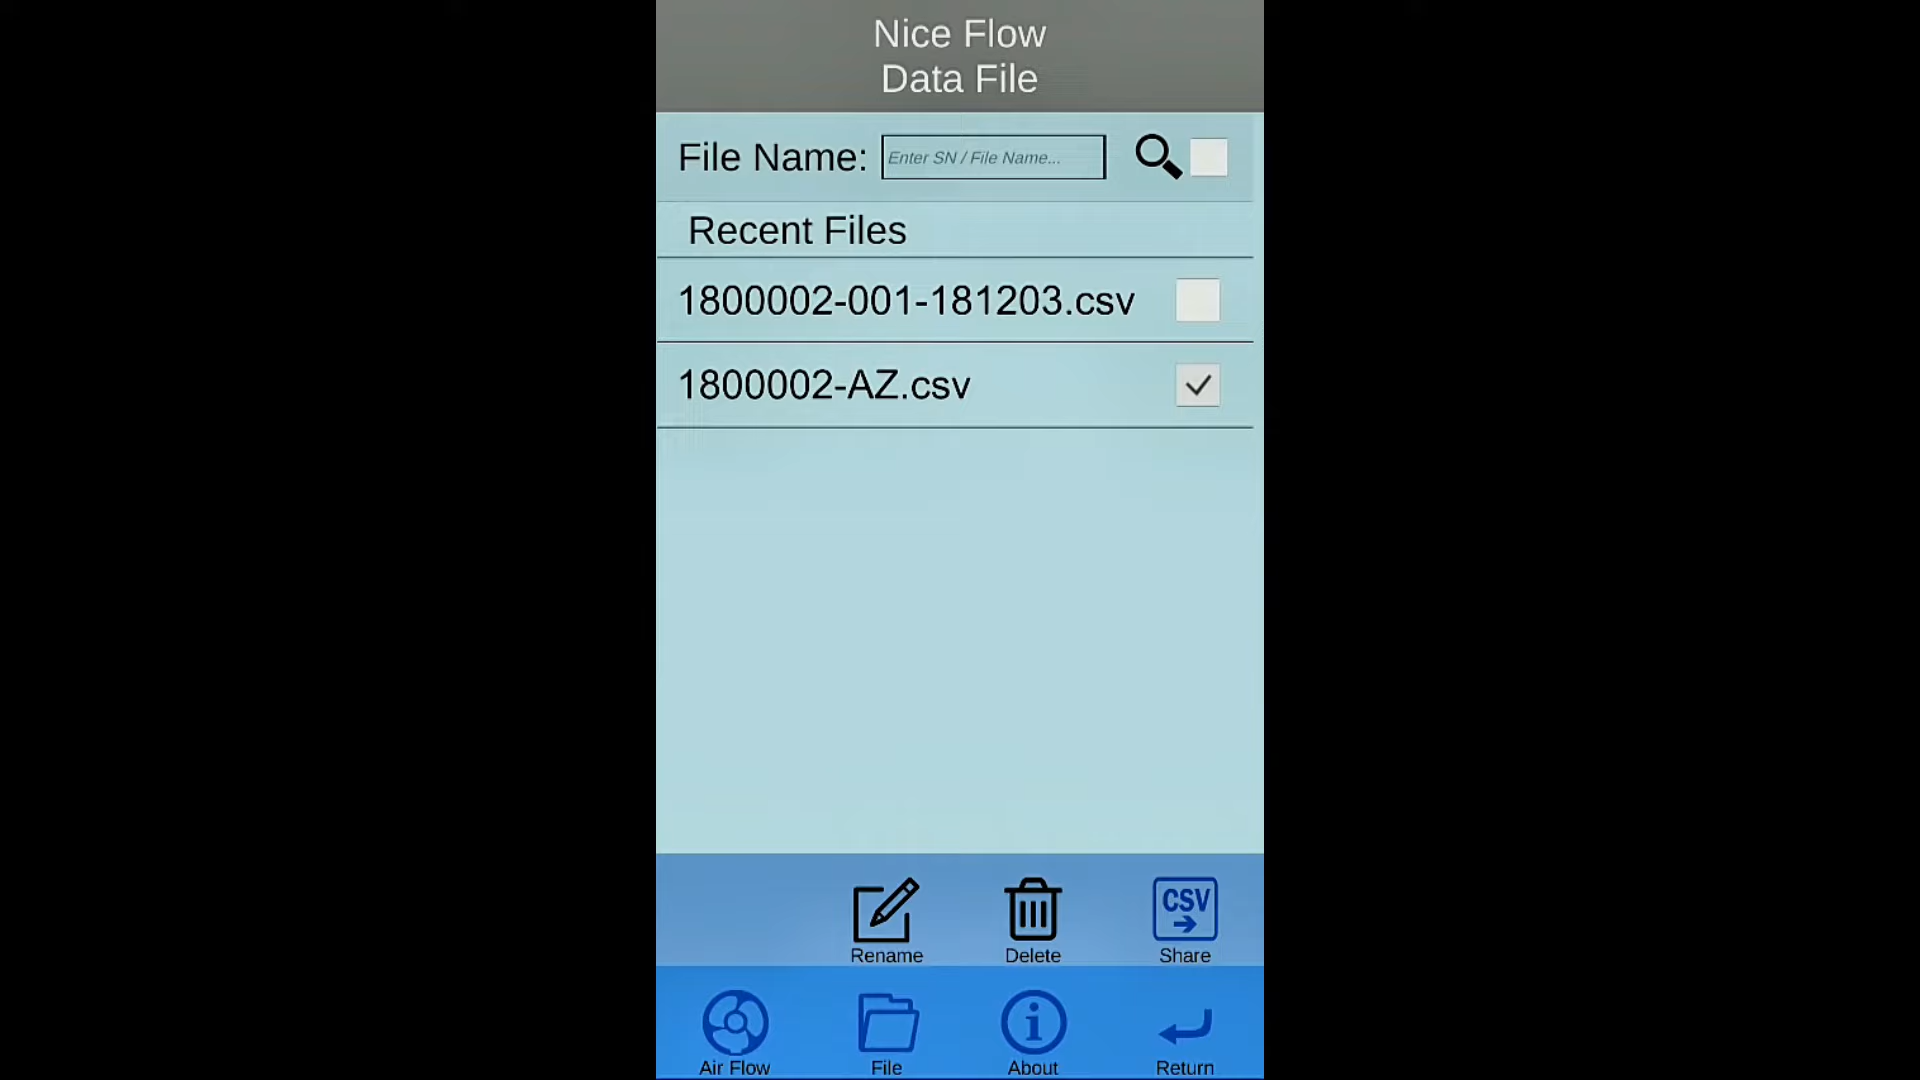 Nice Flow
Data File
File Name: Enter SN / File Name...
Recent Files
1800002-001-181203.csv
1800002-AZ.csv
CSV
Rename Delete Share
Air Flow File About Return